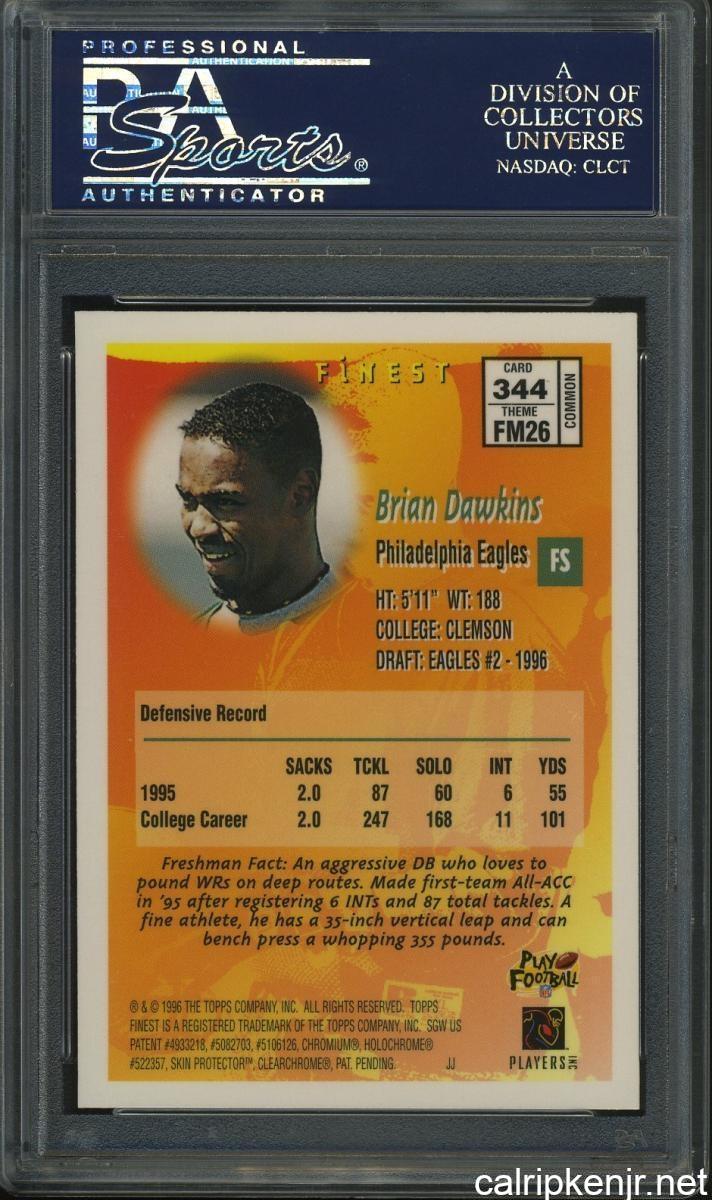 PROFESSIONAL
PSA
Sports®
AUTHENTICATOR
A
DIVISION OF
COLLECTORS
UNIVERSE
NASDAQ: CLCT
FiNEST
CARD
344
THEME
FM26
COMMON
Brian Dawkins
Philadelphia Eagles
FS
HT: 5'11" WT: 188
COLLEGE: CLEMSON
DRAFT: EAGLES #2 - 1996
Defensive Record
SACKS TCKL SOLO INT YDS
1995 2.0 87 60 6 55
College Career 2.0 247 168 11 101
Freshman Fact: An aggressive DB who loves to
pound WRs on deep routes. Made first-team All-ACC
in '95 after registering 6 INTs and 87 total tackles. A
fine athlete, he has a 35-inch vertical leap and can
bench press a whopping 355 pounds.
PLAY
FOOTBALL
NFL
® & © 1996 THE TOPPS COMPANY, INC. ALL RIGHTS RESERVED. TOPPS
FINEST IS A REGISTERED TRADEMARK OF THE TOPPS COMPANY, INC. SGW US
PATENT #4933218, #5082703, #5106126, CHROMIUM®, HOLOCHROME®
#522357, SKIN PROTECTOR™, CLEARCHROME®, PAT. PENDING. JJ
PLAYERS INC
calripkenjr.net